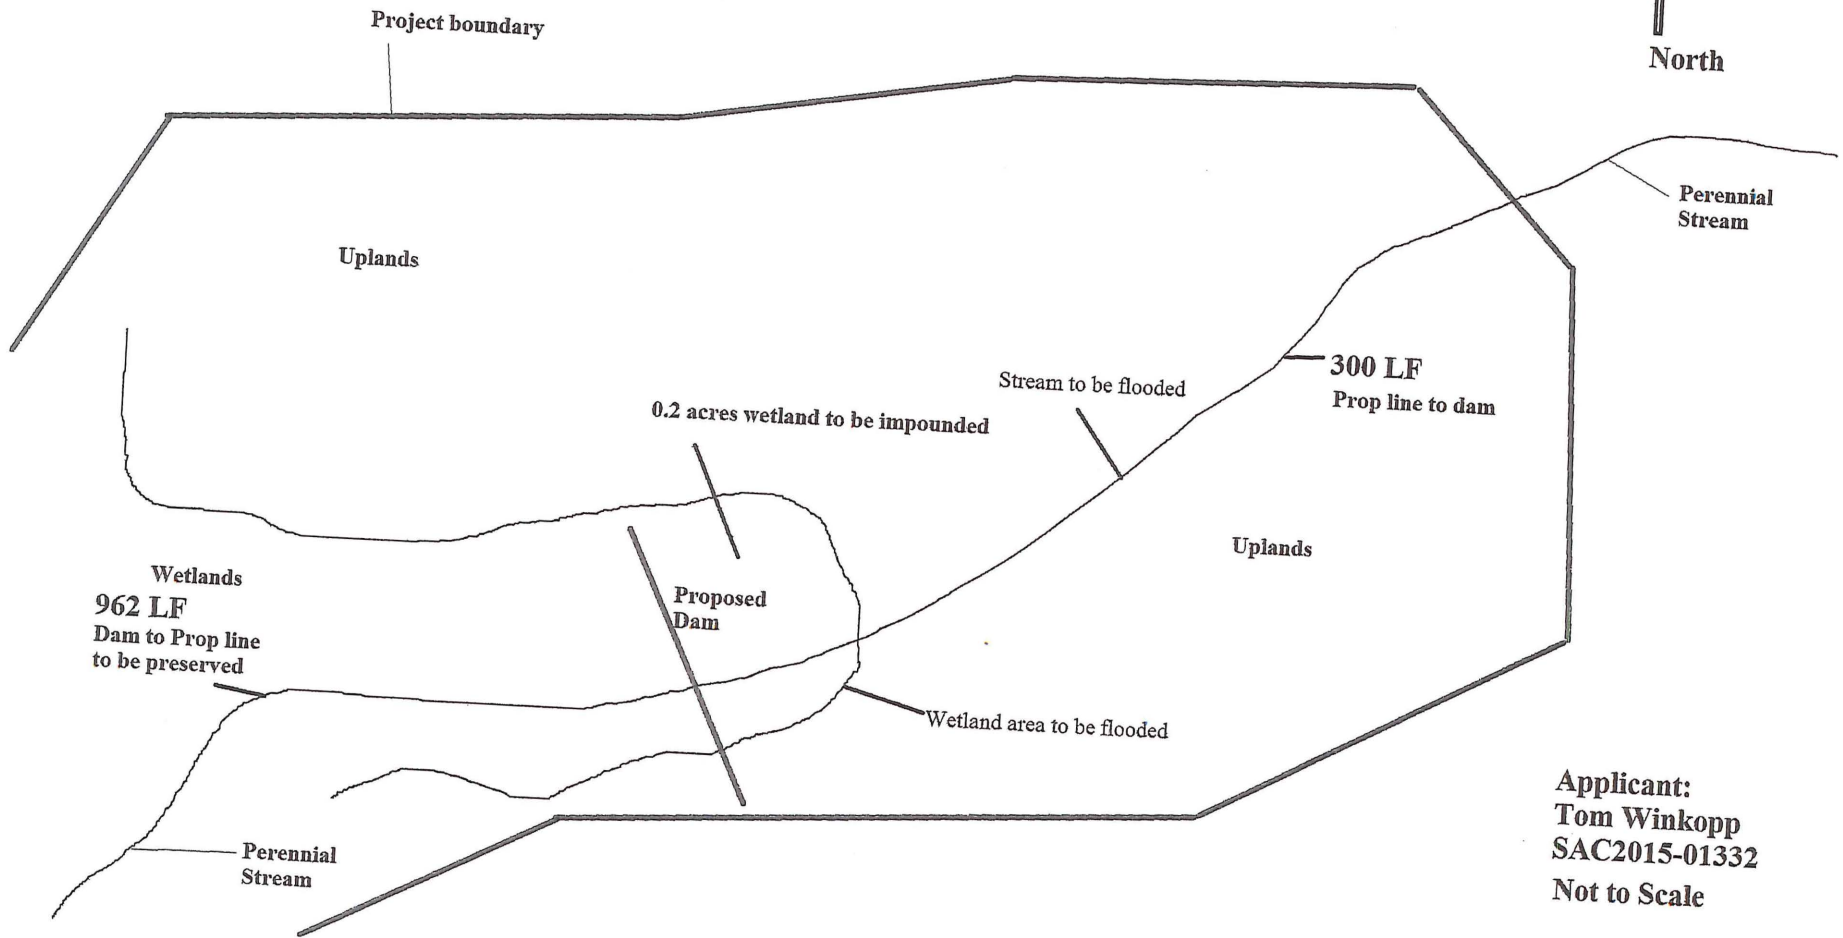 Project boundary
North
Perennial
Stream
Uplands
300 LF
Prop line to dam
Stream to be flooded
0.2 acres wetland to be impounded
Uplands
Wetlands
962 LF
Dam to Prop line
to be preserved
Proposed
Dam
Wetland area to be flooded
Perennial
Stream
Applicant:
Tom Winkopp
SAC2015-01332
Not to Scale